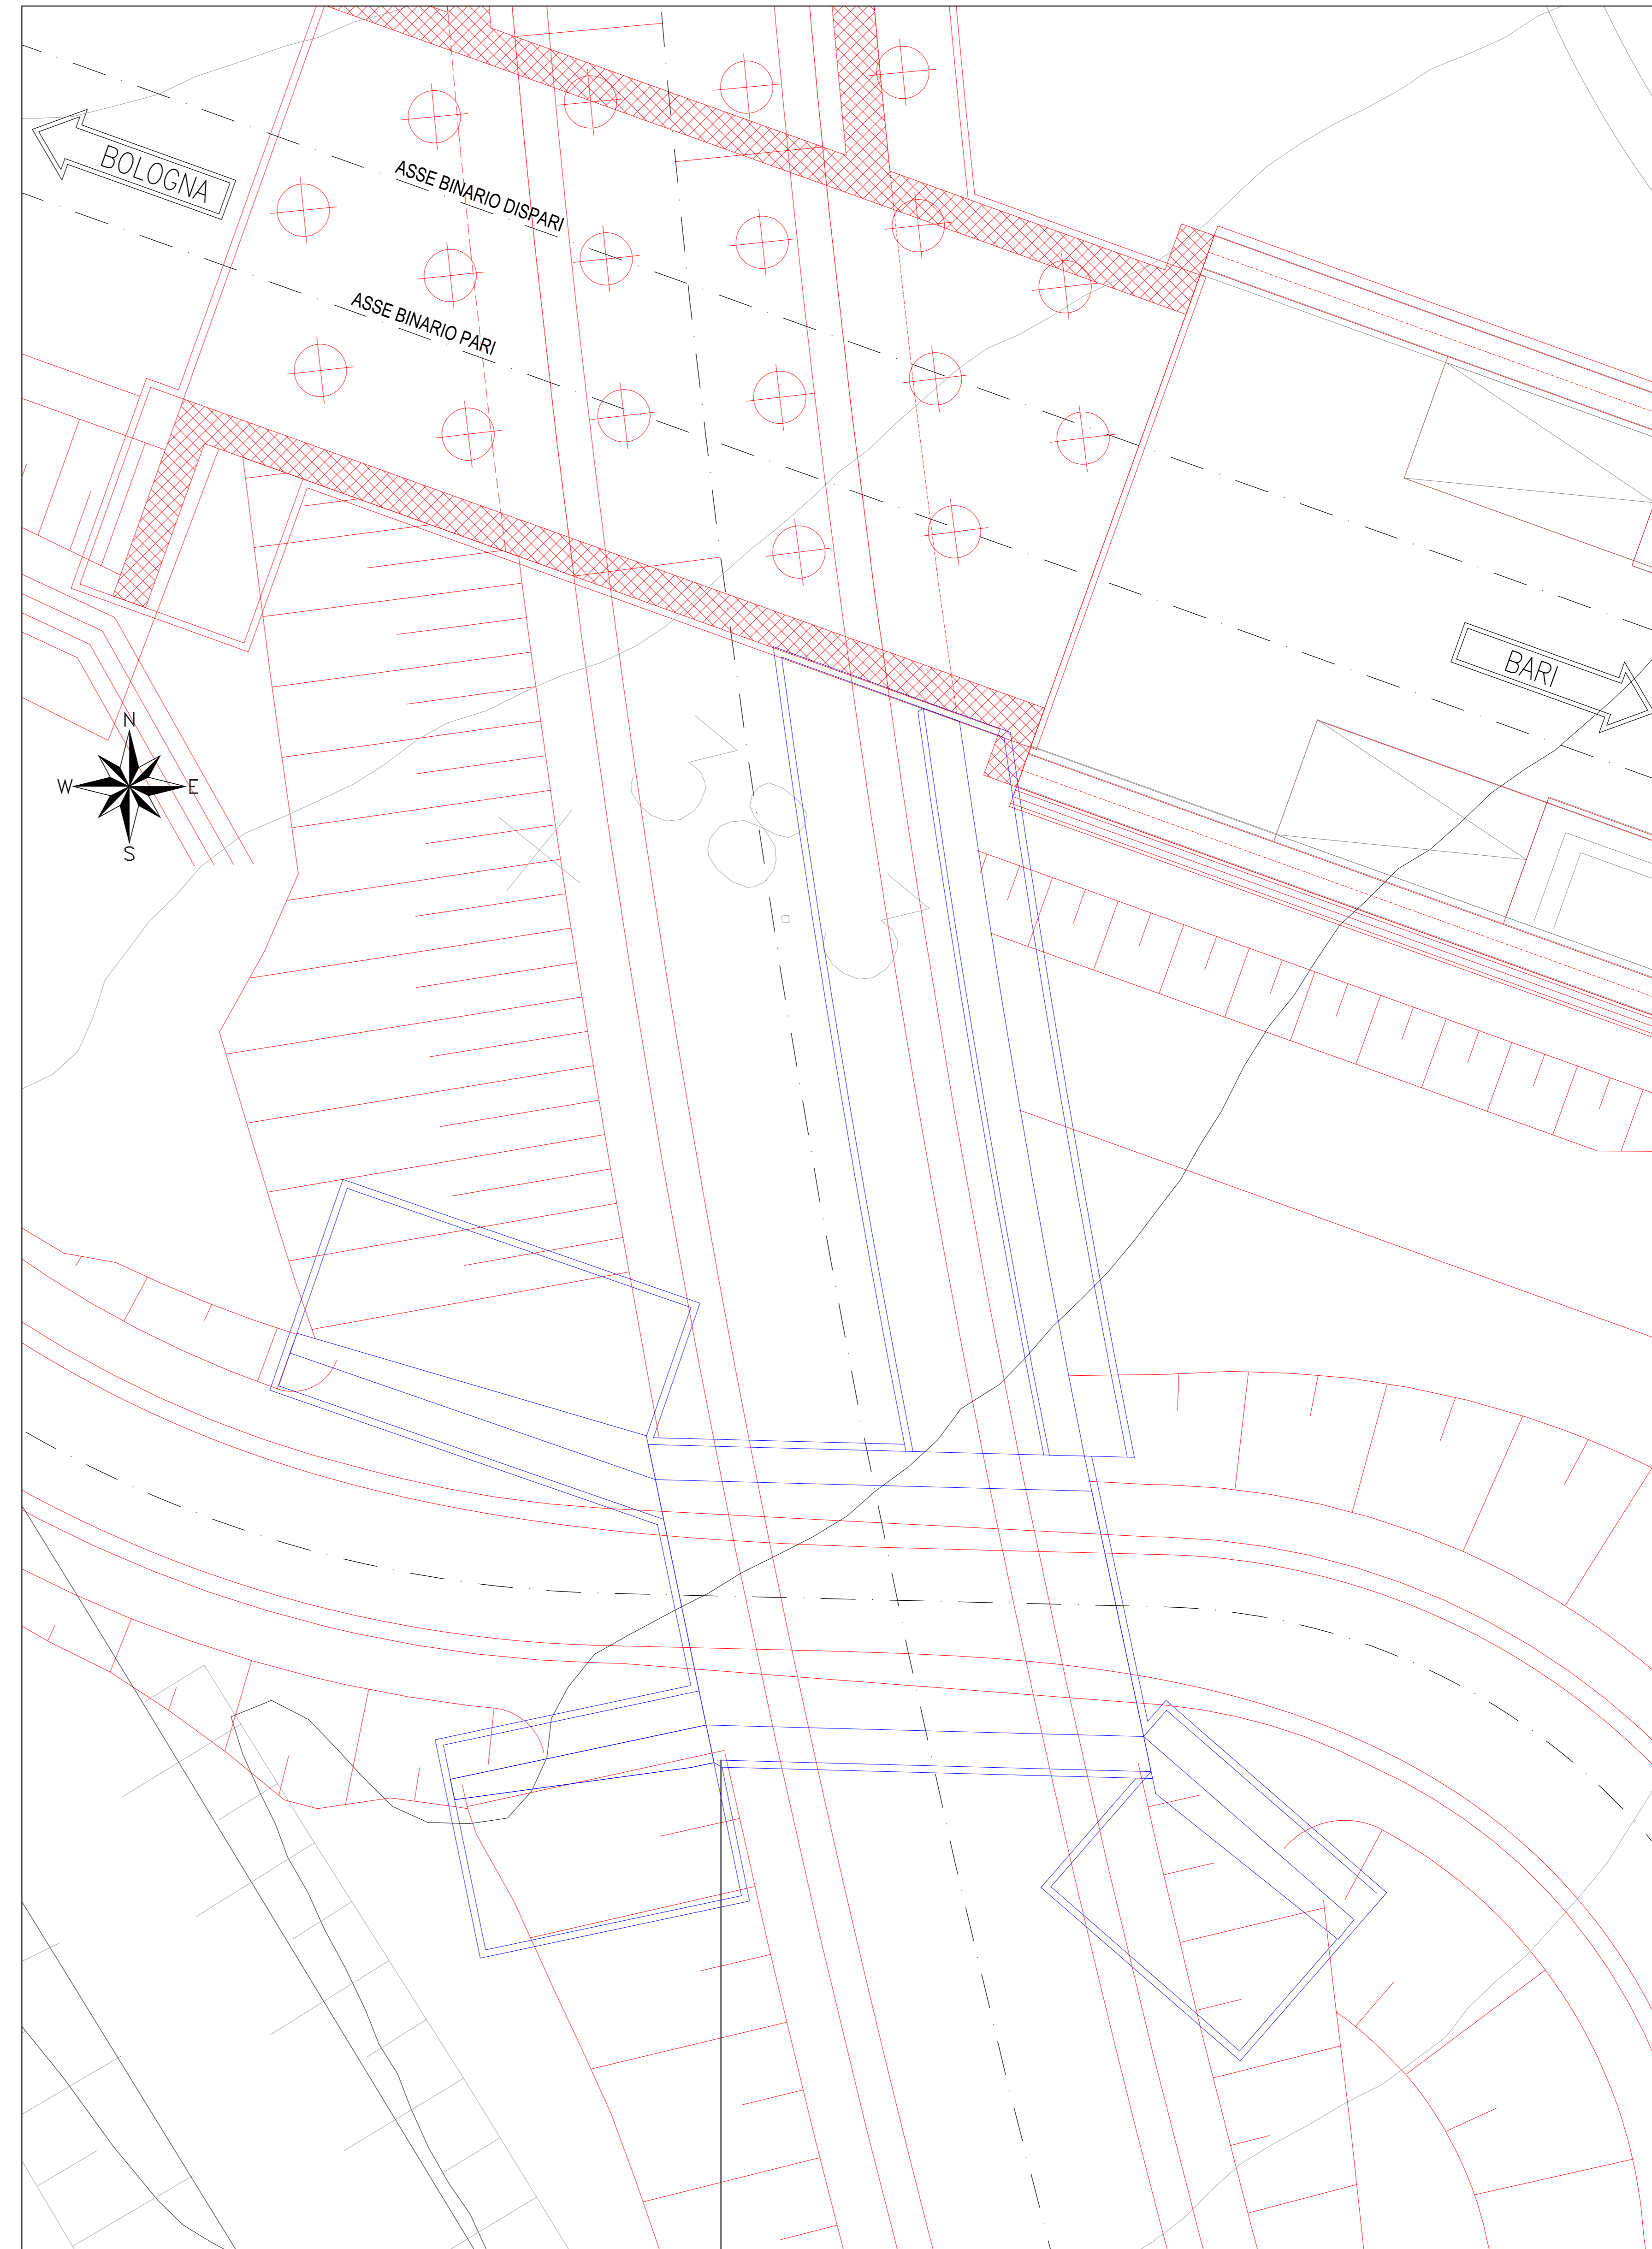 BOLOGNA
ASSE BINARIO DISPARI
ASSE BINARIO PARI
BARI
N
W E
S